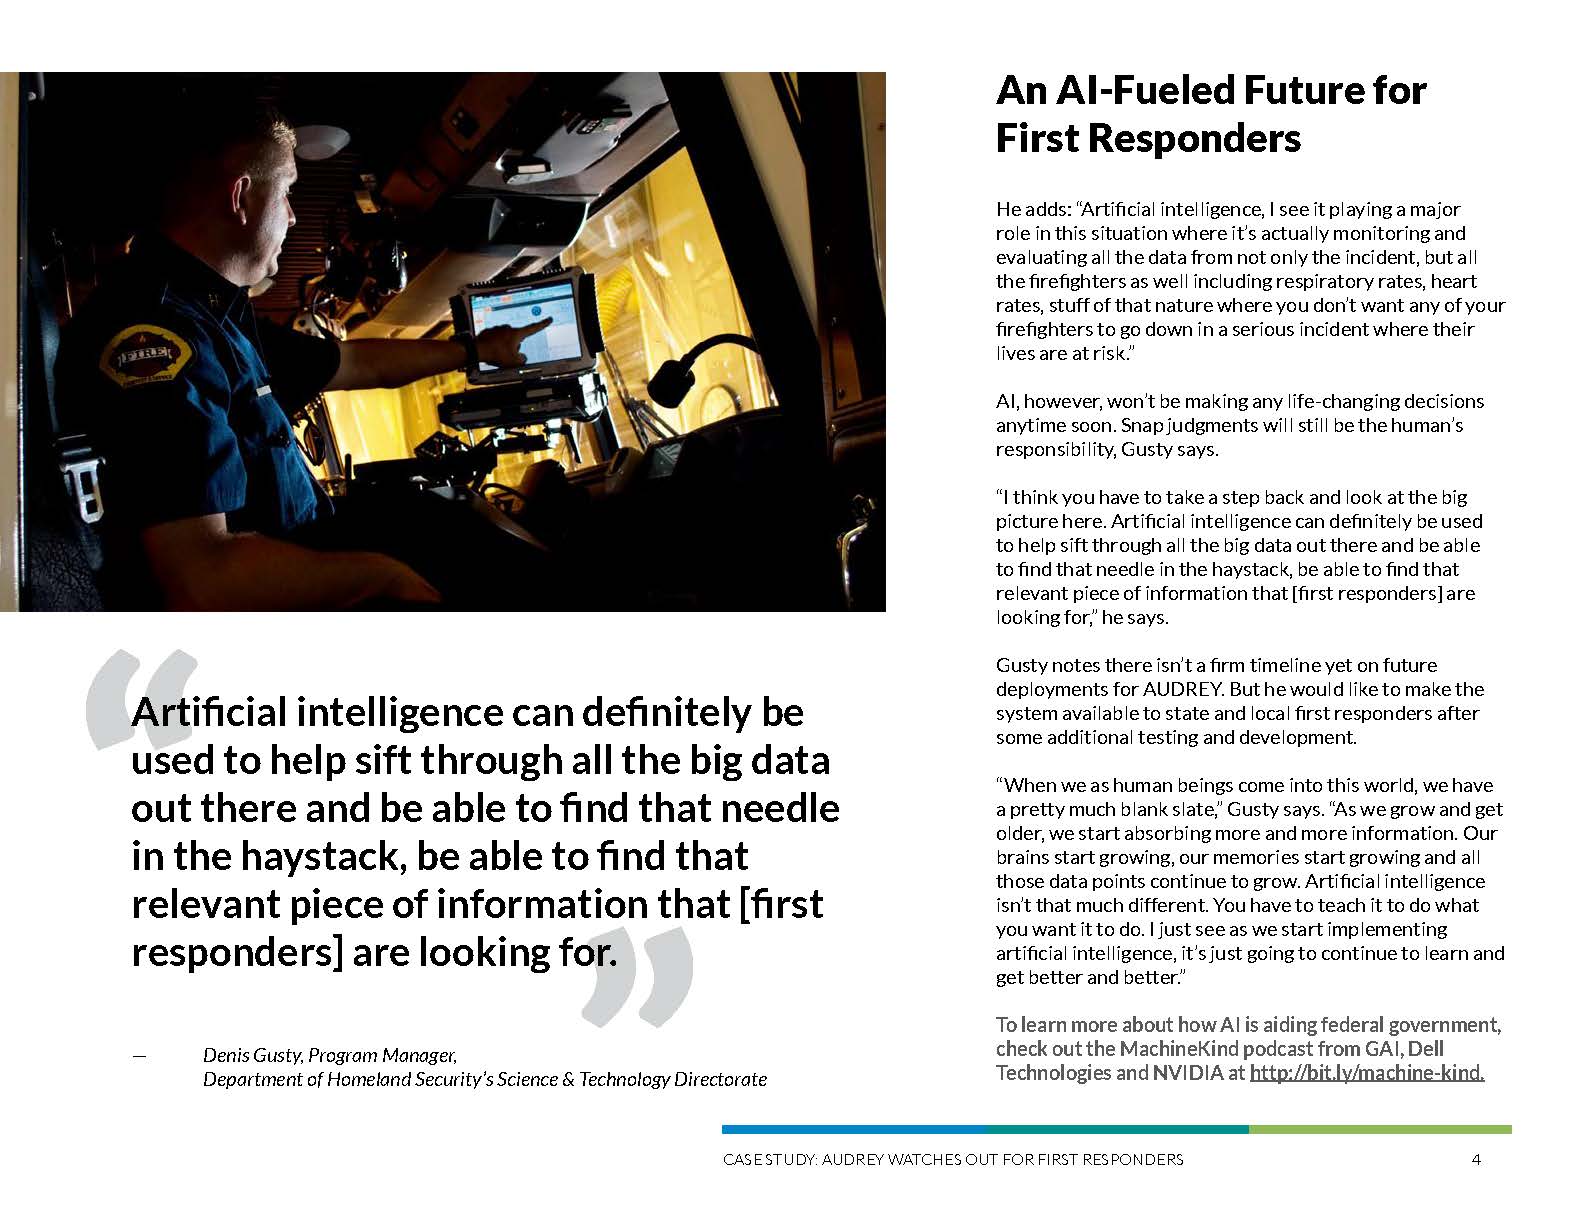 FIRE
An AI-Fueled Future for
First Responders
He adds: “Artificial intelligence, I see it playing a major
role in this situation where it’s actually monitoring and
evaluating all the data from not only the incident, but all
the firefighters as well including respiratory rates, heart
rates, stuff of that nature where you don’t want any of your
firefighters to go down in a serious incident where their
lives are at risk.”
AI, however, won’t be making any life-changing decisions
anytime soon. Snap judgments will still be the human’s
responsibility, Gusty says.
“I think you have to take a step back and look at the big
picture here. Artificial intelligence can definitely be used
to help sift through all the big data out there and be able
to find that needle in the haystack, be able to find that
relevant piece of information that [first responders] are
looking for,” he says.
Gusty notes there isn’t a firm timeline yet on future
deployments for AUDREY. But he would like to make the
system available to state and local first responders after
some additional testing and development.
“When we as human beings come into this world, we have
a pretty much blank slate,” Gusty says. “As we grow and get
older, we start absorbing more and more information. Our
brains start growing, our memories start growing and all
those data points continue to grow. Artificial intelligence
isn’t that much different. You have to teach it to do what
you want it to do. I just see as we start implementing
artificial intelligence, it’s just going to continue to learn and
get better and better.”
To learn more about how AI is aiding federal government,
check out the MachineKind podcast from GAI, Dell
Technologies and NVIDIA at http://bit.ly/machine-kind.
“Artificial intelligence can definitely be
used to help sift through all the big data
out there and be able to find that needle
in the haystack, be able to find that
relevant piece of information that [first
responders] are looking for.”
— Denis Gusty, Program Manager,
Department of Homeland Security’s Science & Technology Directorate
CASE STUDY: AUDREY WATCHES OUT FOR FIRST RESPONDERS 4